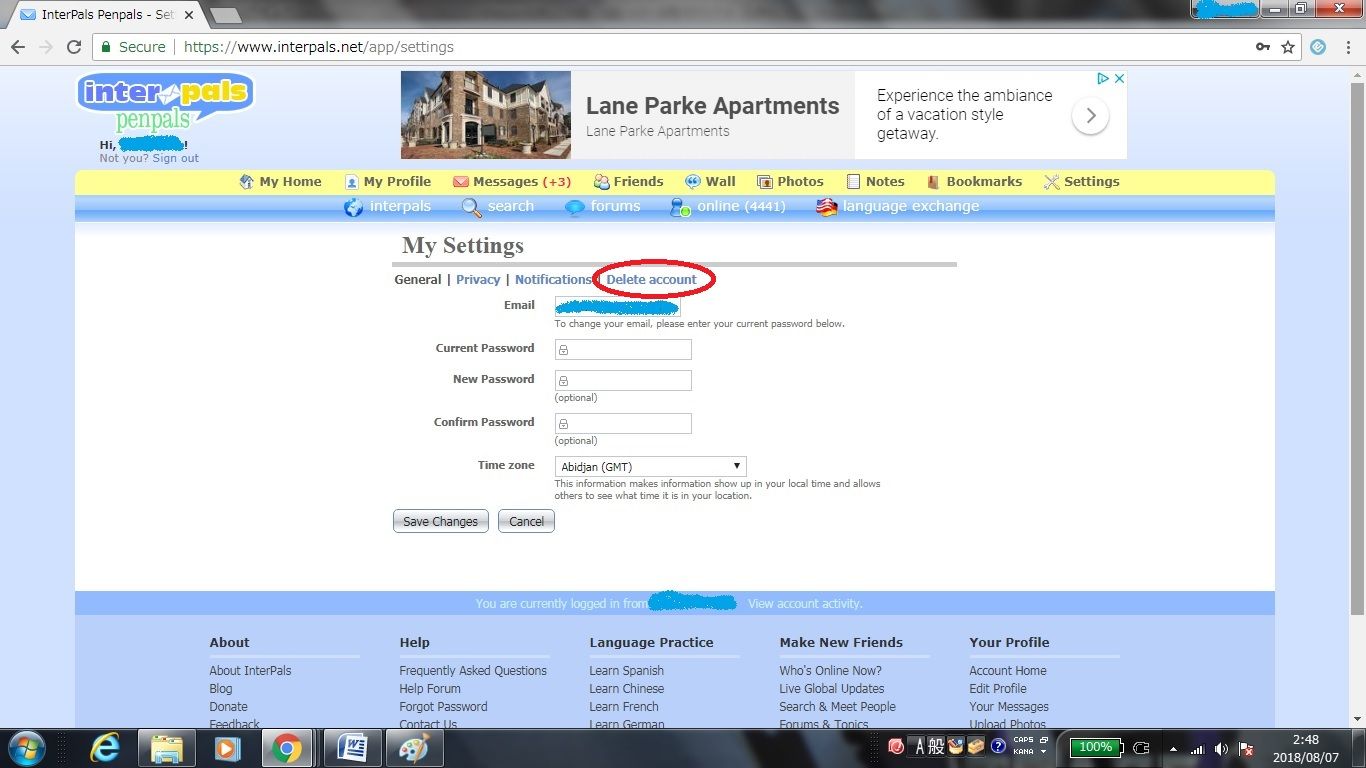 InterPals Penpals - Set
Secure
https://www.interpals.net/app/settings
inter pals
penpals
Hi, !
Not you? Sign out
Lane Parke Apartments
Lane Parke Apartments
Experience the ambiance
of a vacation style
getaway.
My Home My Profile Messages (+3) Friends Wall Photos Notes Bookmarks Settings
interpals search forums online (4441) language exchange
My Settings
General | Privacy | Notifications Delete account
Email
To change your email, please enter your current password below.
Current Password
New Password
(optional)
Confirm Password
(optional)
Time zone Abidjan (GMT)
This information makes information show up in your local time and allows
others to see what time it is in your location.
Save Changes Cancel
You are currently logged in from View account activity.
About Help Language Practice Make New Friends Your Profile
About InterPals Frequently Asked Questions Learn Spanish Who's Online Now? Account Home
Blog Help Forum Learn Chinese Live Global Updates Edit Profile
Donate Forgot Password Learn French Search & Meet People Your Messages
Feedback Contact Us Learn German Forums & Topics Upload Photos
A 般 CAPS
KANA
100%
2:48
2018/08/07